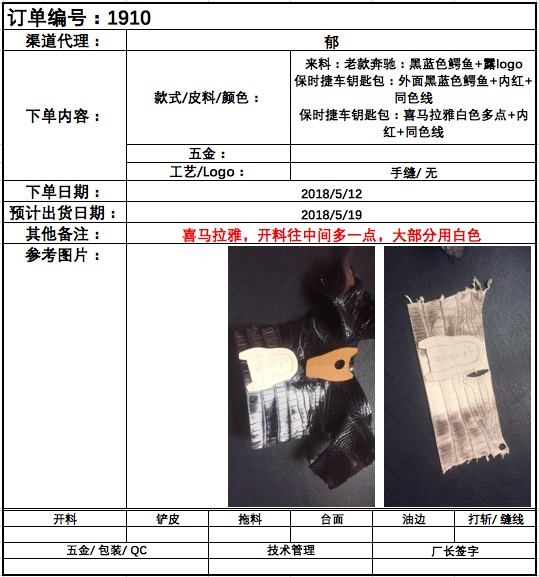 订单编号：1910
渠道代理：
郁
下单内容：
款式/皮料/颜色：
来料：老款奔驰：黑蓝色鳄鱼+露logo
保时捷车钥匙包：外面黑蓝色鳄鱼+内红+
同色线
保时捷车钥匙包：喜马拉雅白色多点+内
红+同色线
五金：
工艺/Logo：
手缝/ 无
下单日期：
2018/5/12
预计出货日期：
2018/5/19
其他备注：
喜马拉雅，开料往中间多一点，大部分用白色
参考图片：
开料
铲皮
拖料
台面
油边
打斩/ 缝线
五金/ 包装/ QC
技术管理
厂长签字